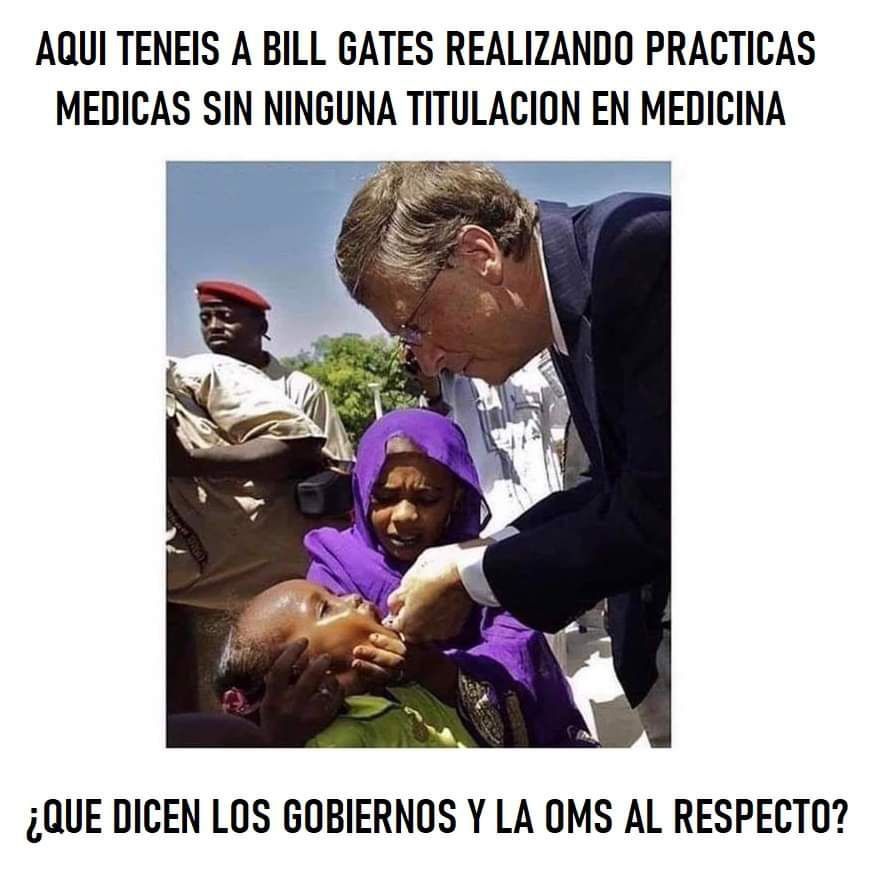 AQUI TENEIS A BILL GATES REALIZANDO PRACTICAS
MEDICAS SIN NINGUNA TITULACION EN MEDICINA
¿QUE DICEN LOS GOBIERNOS Y LA OMS AL RESPECTO?